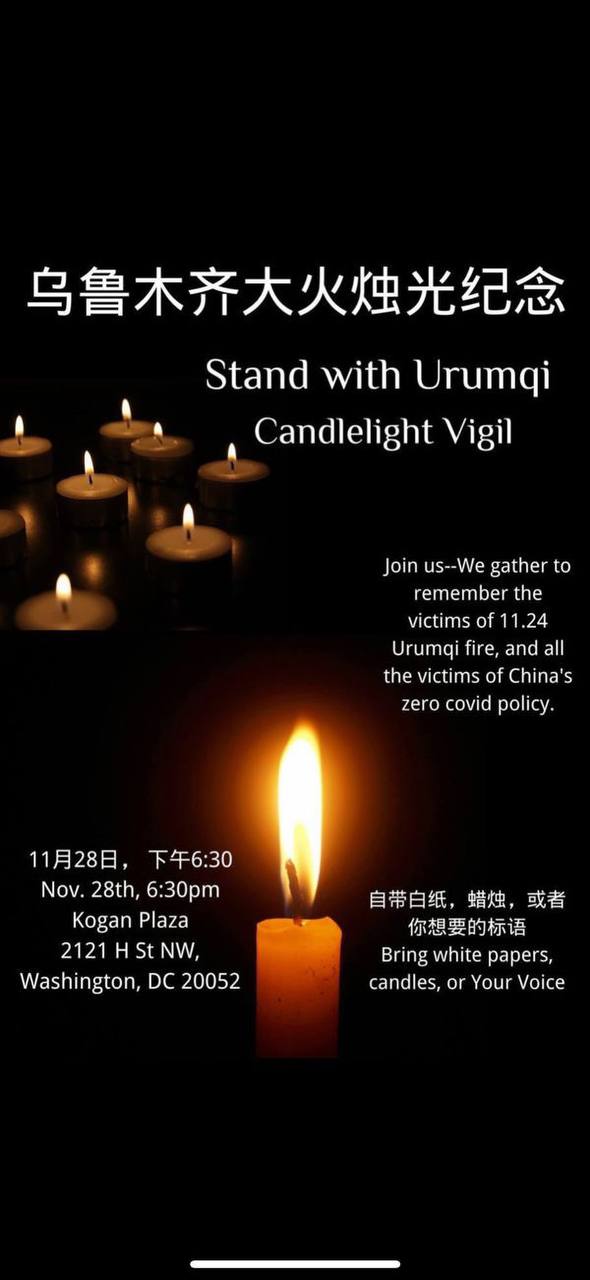 乌鲁木齐大火烛光纪念
Stand with Urumqi
Candlelight Vigil
Join us--We gather to
remember the
victims of 11.24
Urumqi fire, and all
the victims of China's
zero covid policy.
11月28日， 下午6:30
Nov. 28th, 6:30pm
Kogan Plaza
2121 H St NW,
Washington, DC 20052
自带白纸，蜡烛，或者
你想要的标语
Bring white papers,
candles, or Your Voice